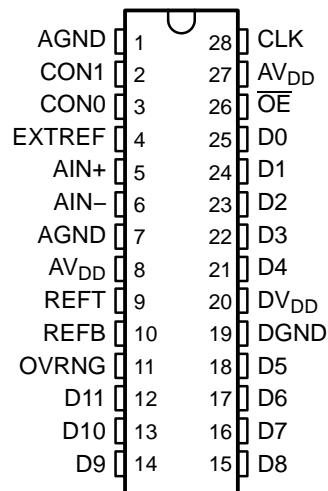 AGND 1 28 CLK
CON1 2 27 AVDD
CON0 3 26 O̅E̅
EXTREF 4 25 D0
AIN+ 5 24 D1
AIN− 6 23 D2
AGND 7 22 D3
AVDD 8 21 D4
REFT 9 20 DVDD
REFB 10 19 DGND
OVRNG 11 18 D5
D11 12 17 D6
D10 13 16 D7
D9 14 15 D8